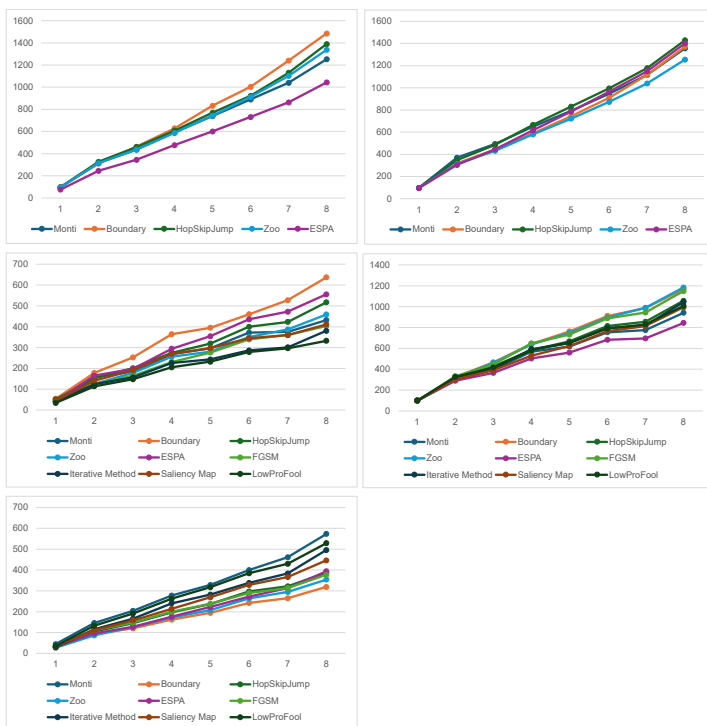 1600
1400
1200
1000
800
600
400
200
0
1 2 3 4 5 6 7 8
Monti Boundary HopSkipJump Zoo ESPA
1600
1400
1200
1000
800
600
400
200
0
1 2 3 4 5 6 7 8
Monti Boundary HopSkipJump Zoo ESPA
700
600
500
400
300
200
100
0
1 2 3 4 5 6 7 8
Monti Boundary HopSkipJump
Zoo ESPA FGSM
Iterative Method Saliency Map LowProFool
1400
1200
1000
800
600
400
200
0
1 2 3 4 5 6 7 8
Monti Boundary HopSkipJump
Zoo ESPA FGSM
Iterative Method Saliency Map LowProFool
700
600
500
400
300
200
100
0
1 2 3 4 5 6 7 8
Monti Boundary HopSkipJump
Zoo ESPA FGSM
Iterative Method Saliency Map LowProFool